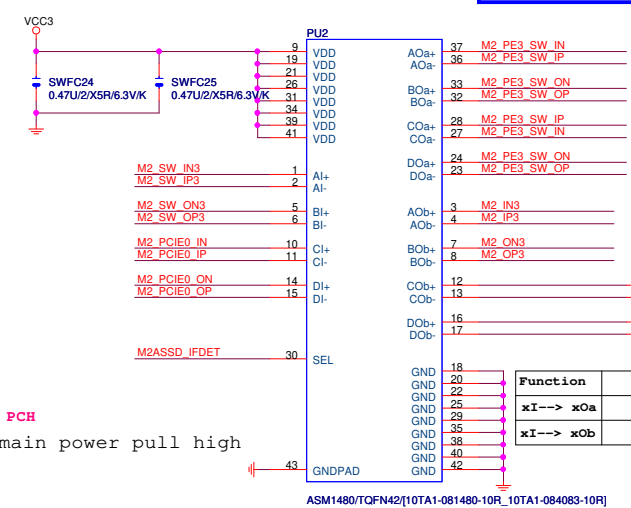 VCC3
PU2
SWFC24
0.47U/2/X5R/6.3V/K
SWFC25
0.47U/2/X5R/6.3V/K
9 VDD
19 VDD
21 VDD
26 VDD
31 VDD
34 VDD
39 VDD
41 VDD
M2_SW_IN3 1 AI+
M2_SW_IP3 2 AI-
M2_SW_ON3 5 BI+
M2_SW_OP3 6 BI-
M2_PCIE0_IN 10 CI+
M2_PCIE0_IP 11 CI-
M2_PCIE0_ON 14 DI+
M2_PCIE0_OP 15 DI-
M2ASSD_IFDET 30 SEL
43 GNDPAD
AOa+ 37 M2_PE3_SW_IN
AOa- 36 M2_PE3_SW_IP
BOa+ 33 M2_PE3_SW_ON
BOa- 32 M2_PE3_SW_OP
COa+ 28 M2_PE3_SW_IP
COa- 27 M2_PE3_SW_IN
DOa+ 24 M2_PE3_SW_ON
DOa- 23 M2_PE3_SW_OP
AOb+ 3 M2_IN3
AOb- 4 M2_IP3
BOb+ 7 M2_ON3
BOb- 8 M2_OP3
COb+ 12
COb- 13
DOb+ 16
DOb- 17
GND 18
GND 20
GND 22
GND 25
GND 29
GND 35
GND 38
GND 40
GND 42
Function
xI--> xOa
xI--> xOb
PCH
main power pull high
ASM1480/TQFN42/[10TA1-081480-10R_10TA1-084083-10R]